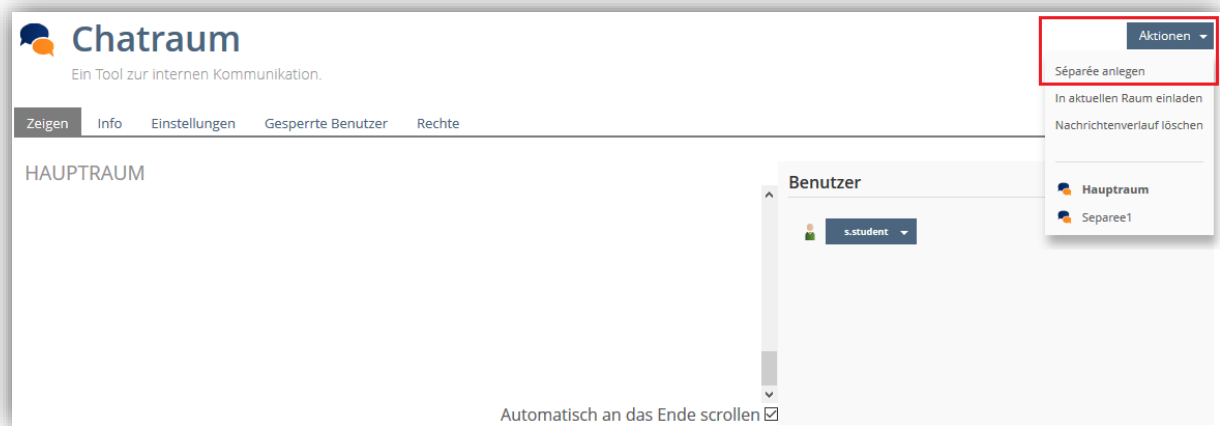 Chatraum
Ein Tool zur internen Kommunikation.
Aktionen
Séparée anlegen
In aktuellen Raum einladen
Nachrichtenverlauf löschen
Hauptraum
Separee1
Zeigen Info Einstellungen Gesperrte Benutzer Rechte
HAUPTRAUM
Benutzer
s.student
Automatisch an das Ende scrollen